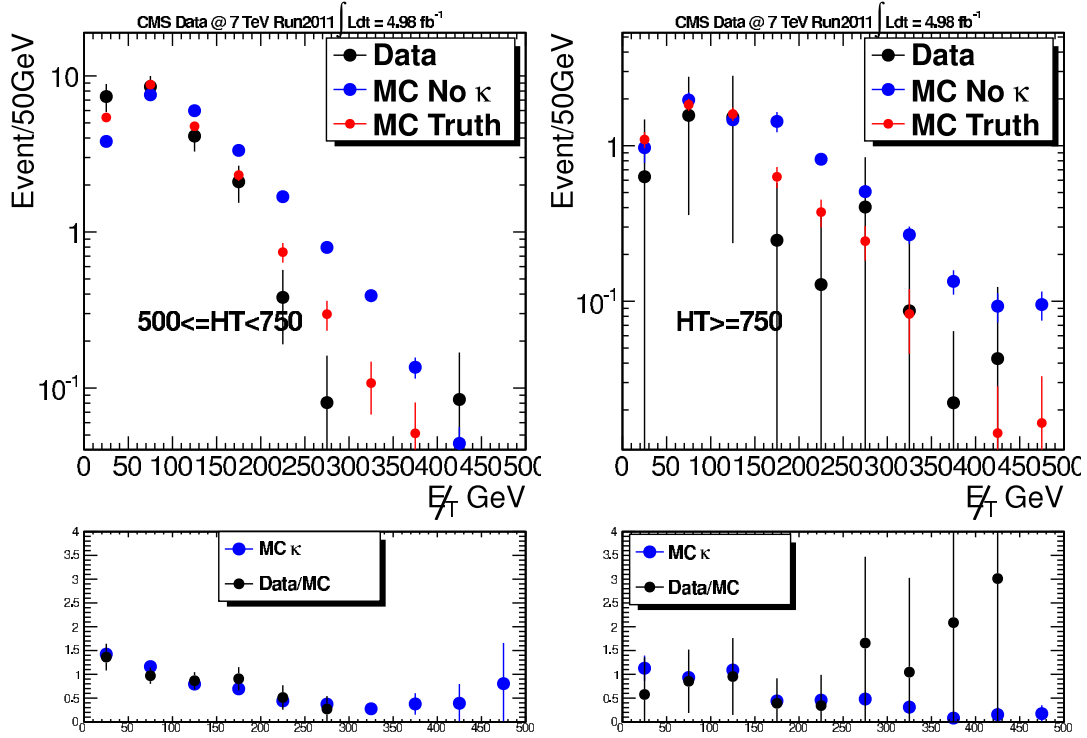 CMS Data @ 7 TeV Run2011 ∫ Ldt = 4.98 fb⁻¹
Event/50GeV
Data
MC No κ
MC Truth
10
1
10⁻¹
500<=HT<750
0 50 100 150 200 250 300 350 400 450 500
E̸T GeV
CMS Data @ 7 TeV Run2011 ∫ Ldt = 4.98 fb⁻¹
Event/50GeV
Data
MC No κ
MC Truth
1
10⁻¹
HT>=750
0 50 100 150 200 250 300 350 400 450 500
E̸T GeV
MC κ
Data/MC
4
3.5
3
2.5
2
1.5
1
0.5
0
0 50 100 150 200 250 300 350 400 450 500
MC κ
Data/MC
4
3.5
3
2.5
2
1.5
1
0.5
0
0 50 100 150 200 250 300 350 400 450 500